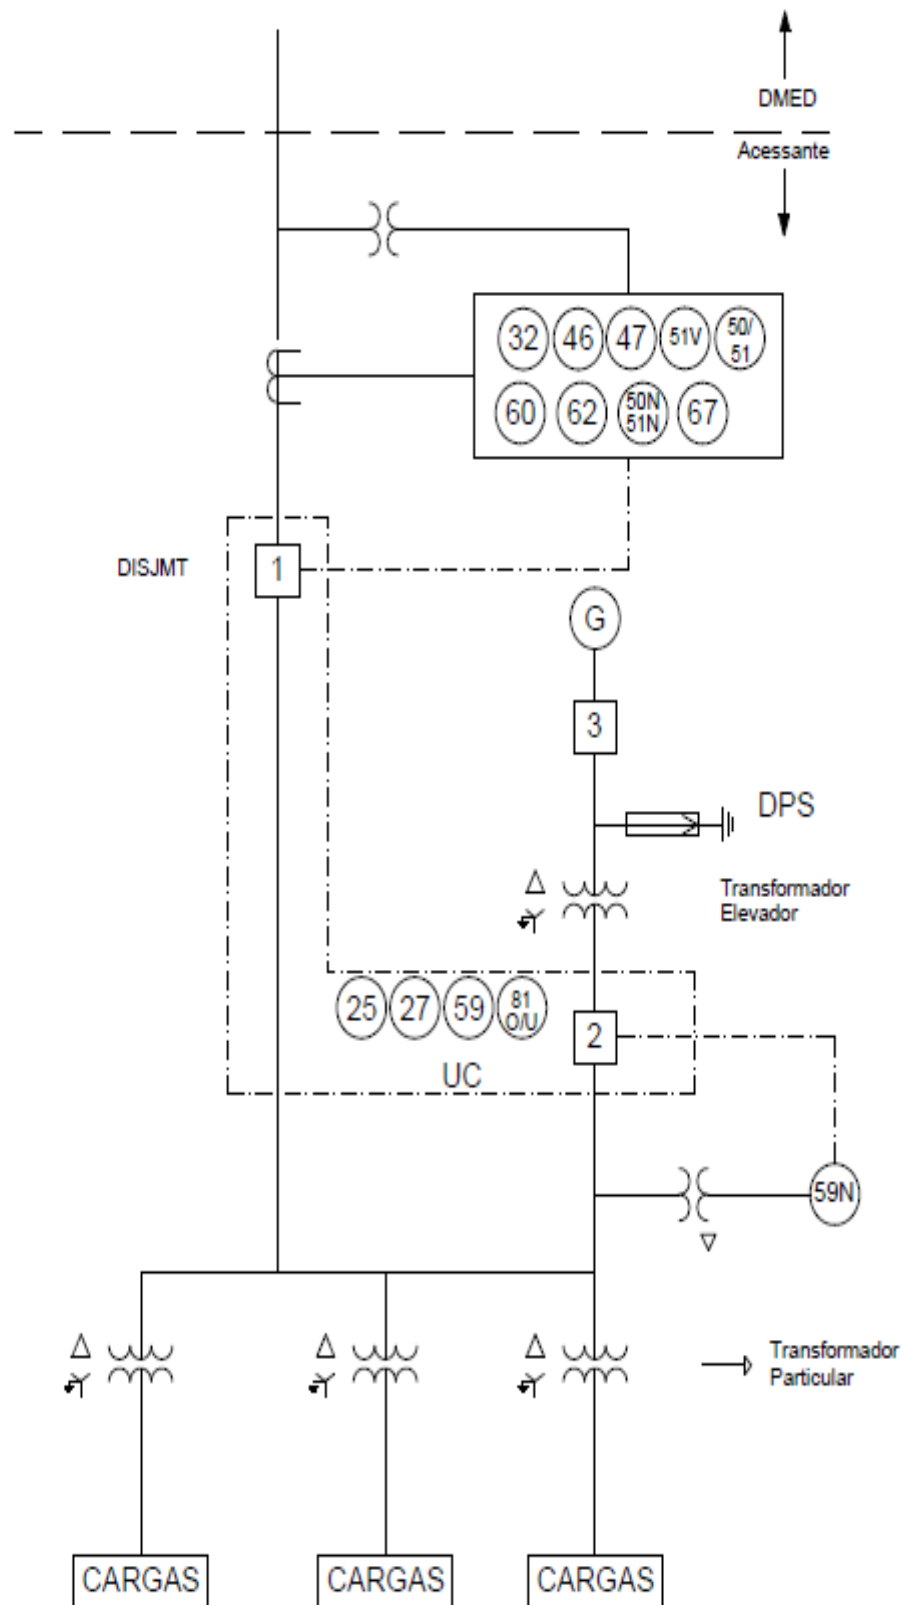 DMED
Acessante
32
46
47
51V
50/
51
60
62
50N
51N
67
DISJMT
1
G
3
DPS
Transformador
Elevador
25
27
59
81
O/U
2
UC
59N
Transformador
Particular
CARGAS
CARGAS
CARGAS